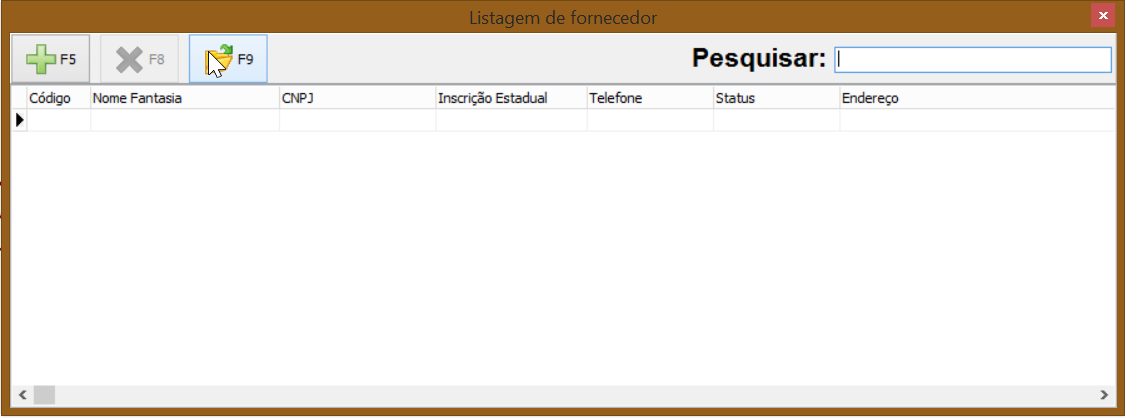 Listagem de fornecedor
F5 F8 F9 Pesquisar:
Código Nome Fantasia CNPJ Inscrição Estadual Telefone Status Endereço